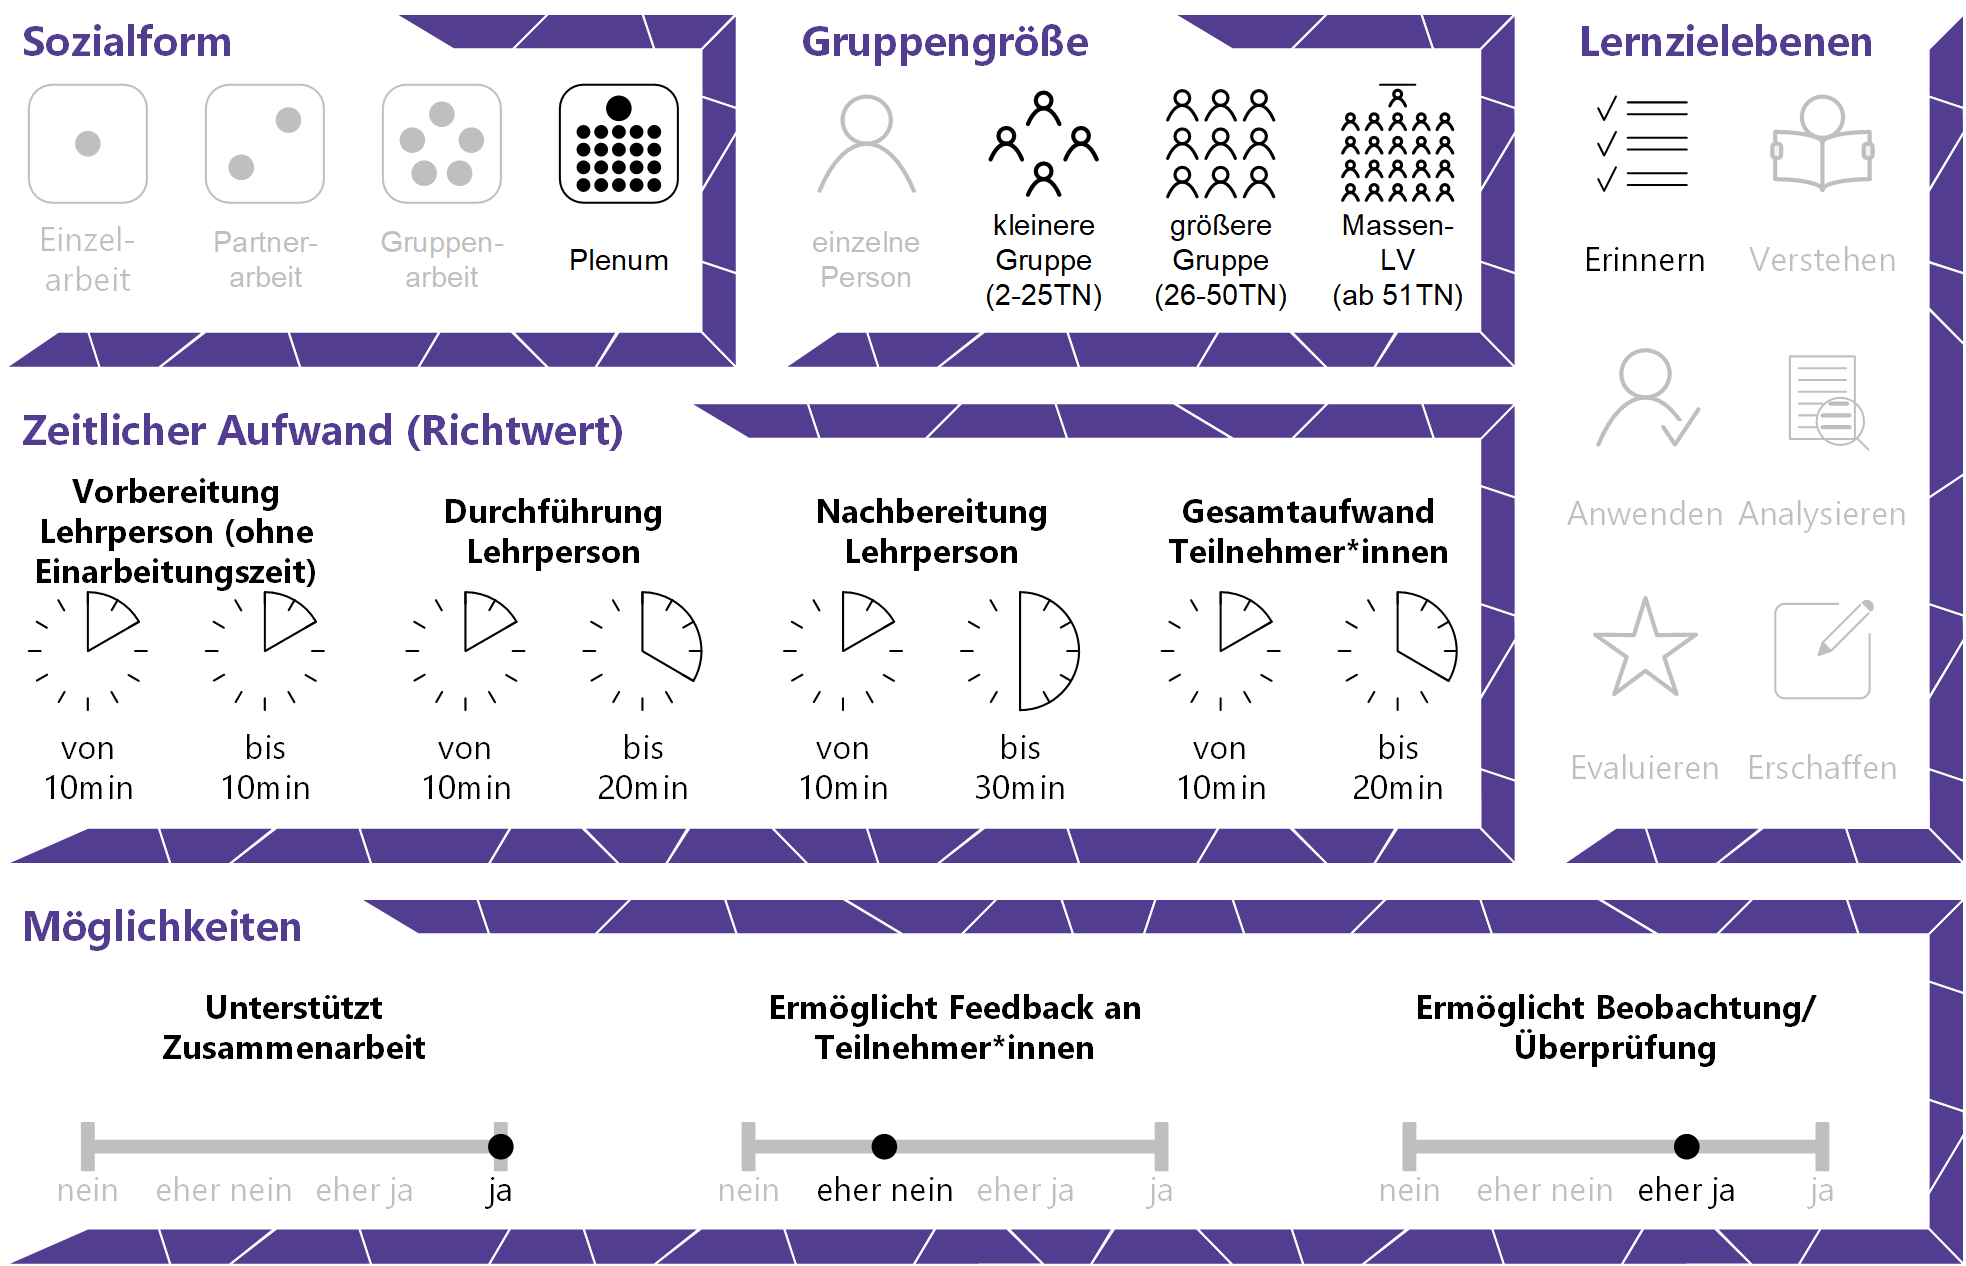 Sozialform
Einzel-
arbeit
Partner-
arbeit
Gruppen-
arbeit
Plenum
Gruppengröße
einzelne
Person
kleinere
Gruppe
(2-25TN)
größere
Gruppe
(26-50TN)
Massen-
LV
(ab 51TN)
Lernzielebenen
Erinnern
Verstehen
Anwenden
Analysieren
Evaluieren
Erschaffen
Zeitlicher Aufwand (Richtwert)
Vorbereitung
Lehrperson (ohne
Einarbeitungszeit)
von
10min
bis
10min
Durchführung
Lehrperson
von
10min
bis
20min
Nachbereitung
Lehrperson
von
10min
bis
30min
Gesamtaufwand
Teilnehmer*innen
von
10min
bis
20min
Möglichkeiten
Unterstützt
Zusammenarbeit
nein eher nein eher ja ja
Ermöglicht Feedback an
Teilnehmer*innen
nein eher nein eher ja ja
Ermöglicht Beobachtung/
Überprüfung
nein eher nein eher ja ja